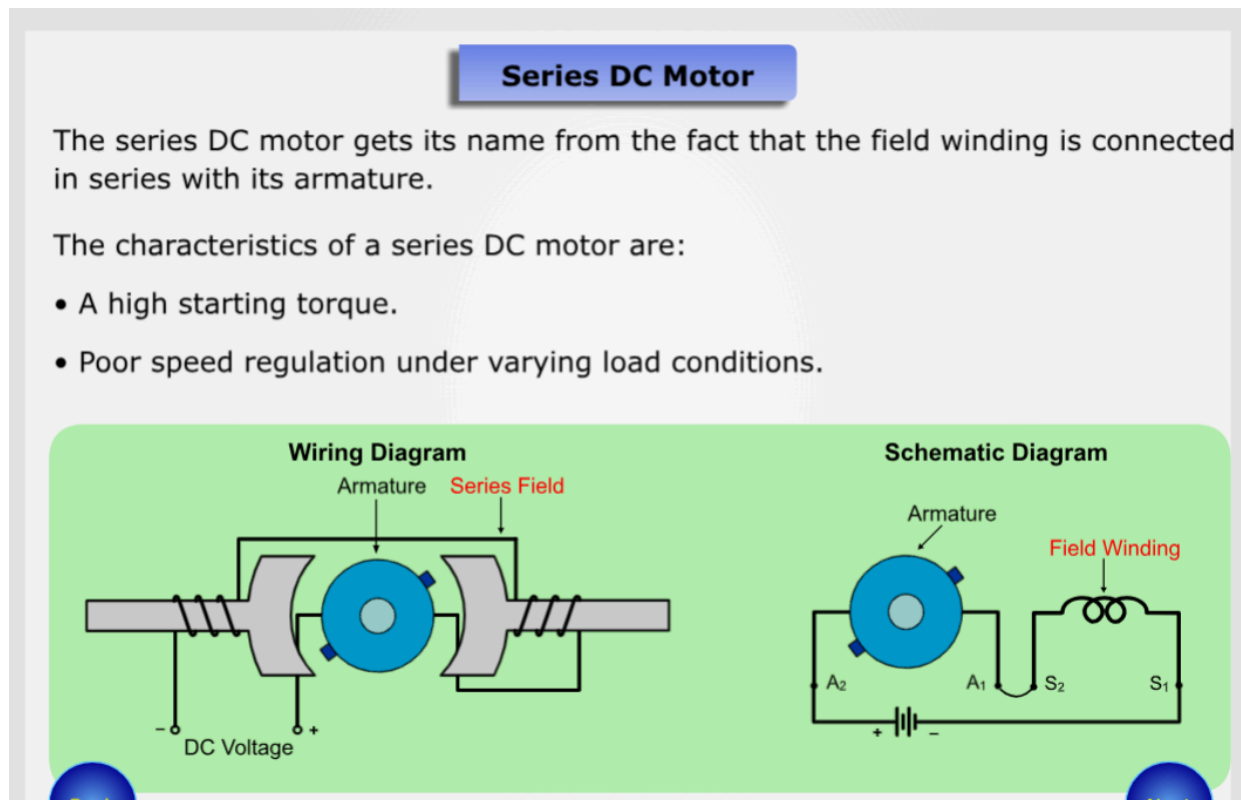 Series DC Motor
The series DC motor gets its name from the fact that the field winding is connected
in series with its armature.
The characteristics of a series DC motor are:
• A high starting torque.
• Poor speed regulation under varying load conditions.
Wiring Diagram
Armature Series Field
− +
DC Voltage
Schematic Diagram
Armature
Field Winding
A2 A1 S2 S1
+ −